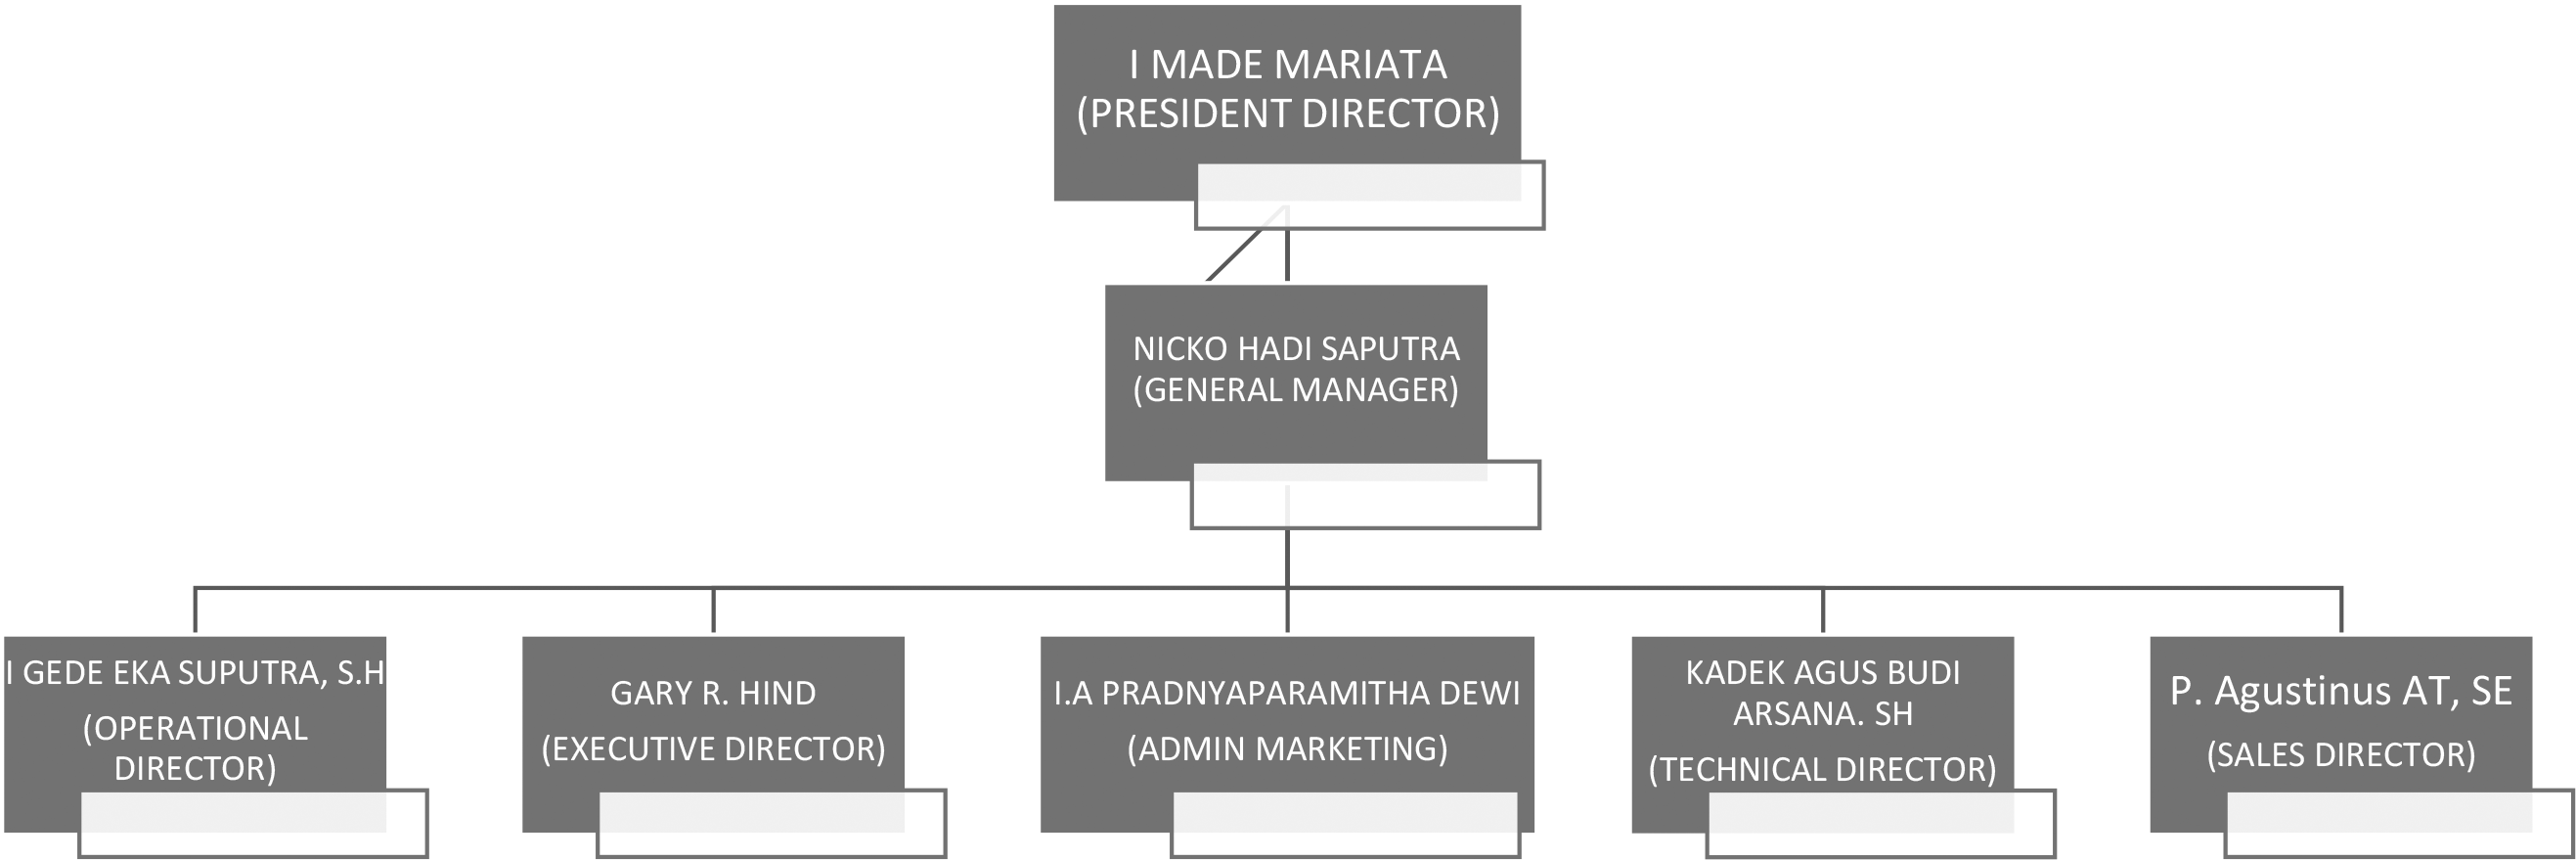 I MADE MARIATA
(PRESIDENT DIRECTOR)
NICKO HADI SAPUTRA
(GENERAL MANAGER)
I GEDE EKA SUPUTRA, S.H
(OPERATIONAL
DIRECTOR)
GARY R. HIND
(EXECUTIVE DIRECTOR)
I.A PRADNYAPARAMITHA DEWI
(ADMIN MARKETING)
KADEK AGUS BUDI
ARSANA. SH
(TECHNICAL DIRECTOR)
P. Agustinus AT, SE
(SALES DIRECTOR)